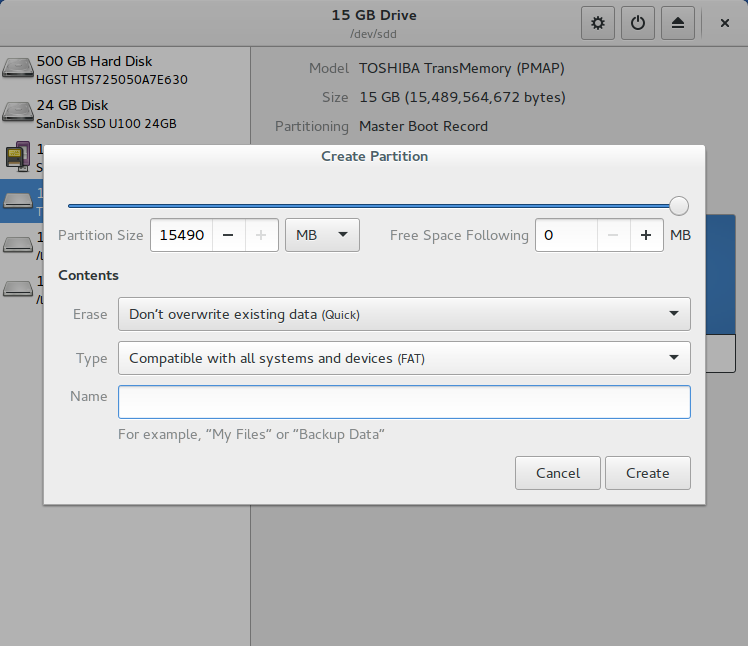 15 GB Drive
/dev/sdd
500 GB Hard Disk
HGST HTS725050A7E630
24 GB Disk
SanDisk SSD U100 24GB
1
S
1
T
1
/L
1
/L
Model TOSHIBA TransMemory (PMAP)
Size 15 GB (15,489,564,672 bytes)
Partitioning Master Boot Record
Create Partition
Partition Size 15490 − + MB Free Space Following 0 − + MB
Contents
Erase Don’t overwrite existing data (Quick)
Type Compatible with all systems and devices (FAT)
Name
For example, “My Files” or “Backup Data”
Cancel Create